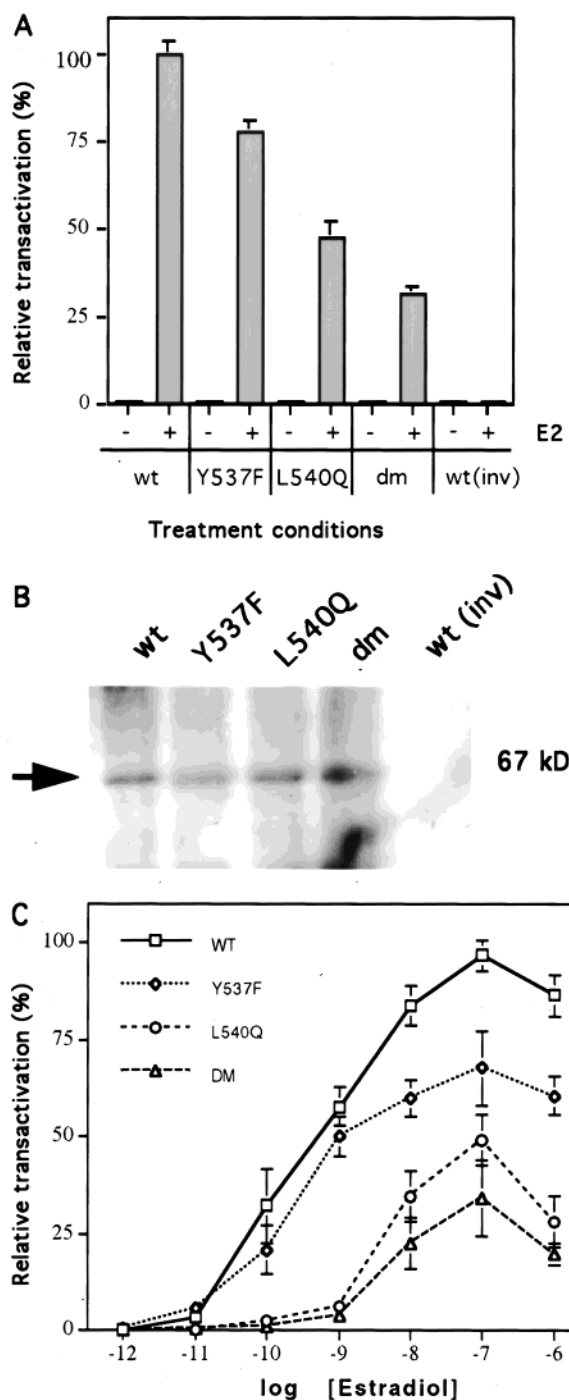 A
Relative transactivation (%)
100
75
50
25
0
- + - + - + - + - + E2
wt Y537F L540Q dm wt(inv)
Treatment conditions
B
wt Y537F L540Q dm wt (inv)
67 kD
C
Relative transactivation (%)
100
75
50
25
0
WT
Y537F
L540Q
DM
-12 -11 -10 -9 -8 -7 -6
log [Estradiol]